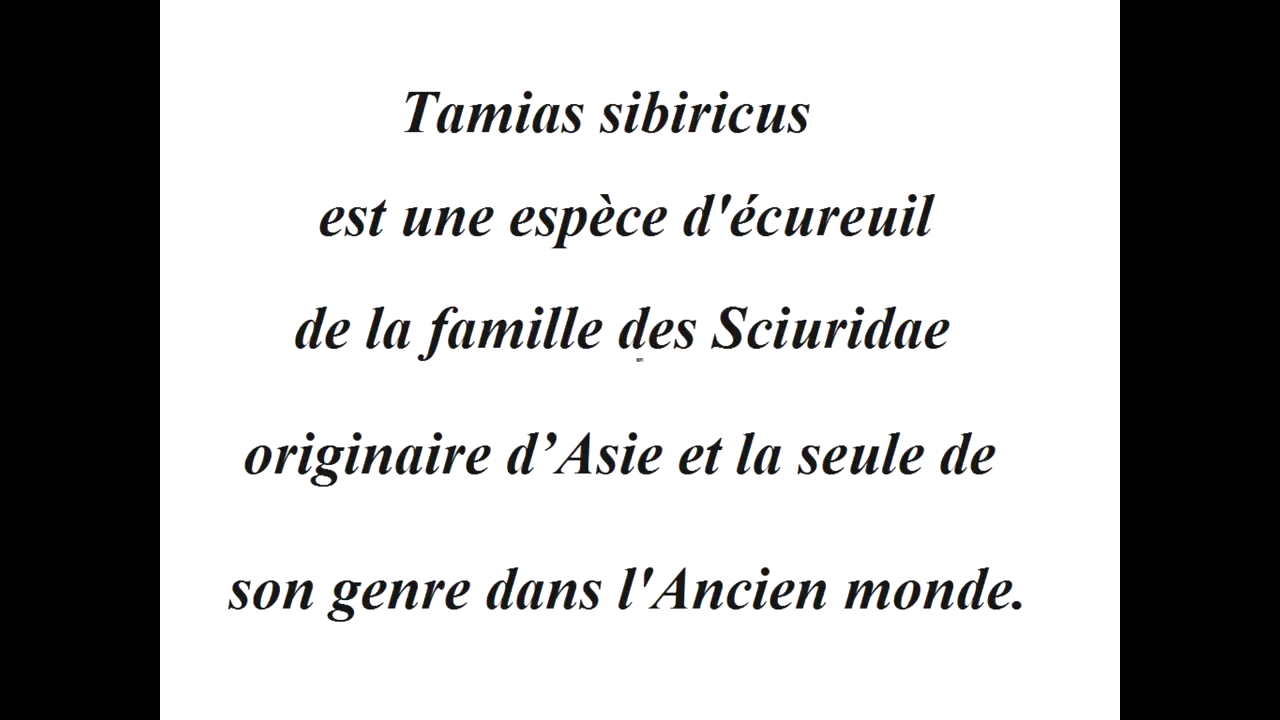 Tamias sibiricus
est une espèce d'écureuil
de la famille des Sciuridae
originaire d’Asie et la seule de
son genre dans l'Ancien monde.